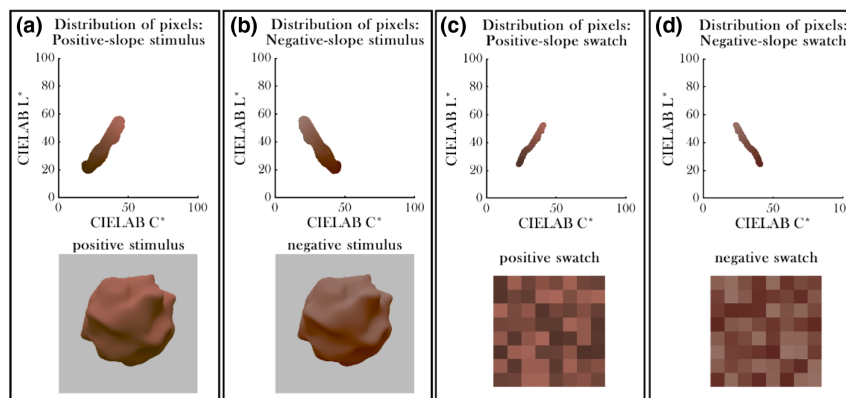 (a) Distribution of pixels:
Positive-slope stimulus
100
80
60
40
20
0
CIELAB L*
0 50 100
CIELAB C*
positive stimulus
(b) Distribution of pixels:
Negative-slope stimulus
100
80
60
40
20
0
CIELAB L*
0 50 100
CIELAB C*
negative stimulus
(c) Distribution of pixels:
Positive-slope swatch
100
80
60
40
20
0
CIELAB L*
0 50 100
CIELAB C*
positive swatch
(d) Distribution of pixels:
Negative-slope swatch
100
80
60
40
20
0
CIELAB L*
0 50 100
CIELAB C*
negative swatch